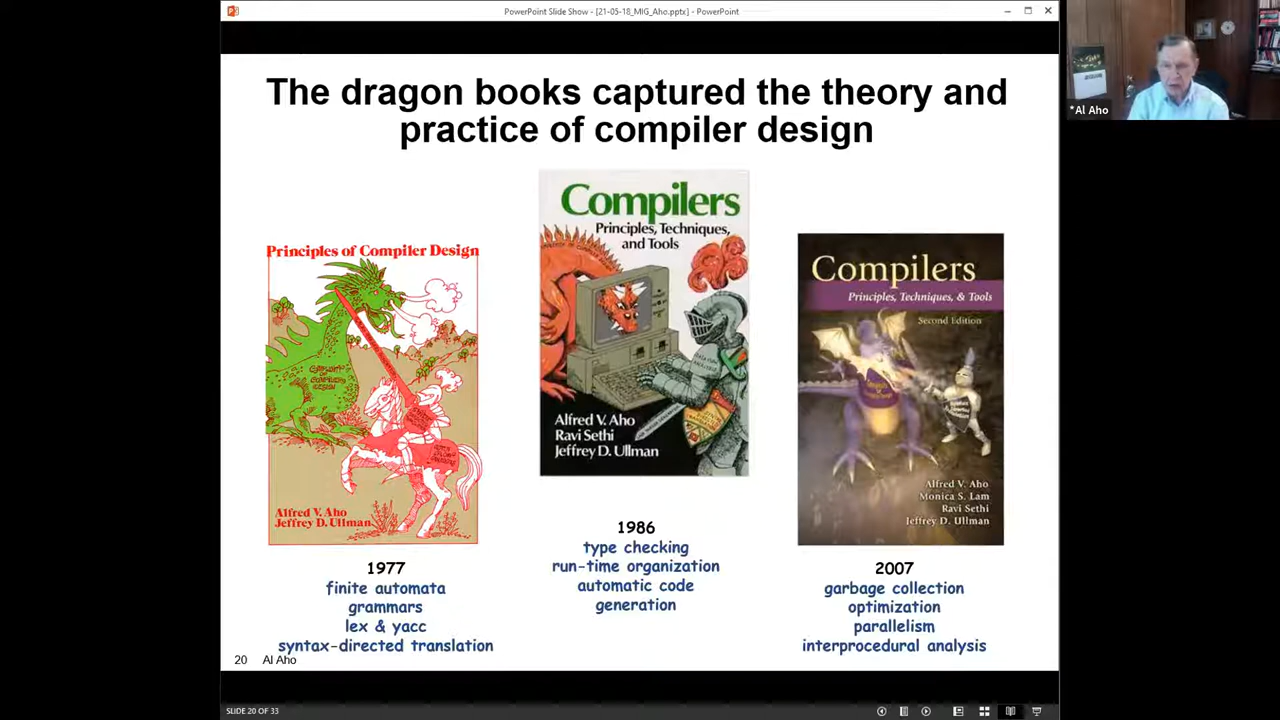 PowerPoint Slide Show - [21-05-18_MIG_Aho.pptx] - PowerPoint
*Al Aho
The dragon books captured the theory and
practice of compiler design
Principles of Compiler Design
Alfred V. Aho
Jeffrey D. Ullman
1977
finite automata
grammars
lex & yacc
syntax-directed translation
Compilers
Principles, Techniques,
and Tools
Alfred V. Aho
Ravi Sethi
Jeffrey D. Ullman
1986
type checking
run-time organization
automatic code
generation
Compilers
Principles, Techniques, & Tools
Second Edition
Alfred V. Aho
Monica S. Lam
Ravi Sethi
Jeffrey D. Ullman
2007
garbage collection
optimization
parallelism
interprocedural analysis
20 Al Aho
SLIDE 20 OF 33